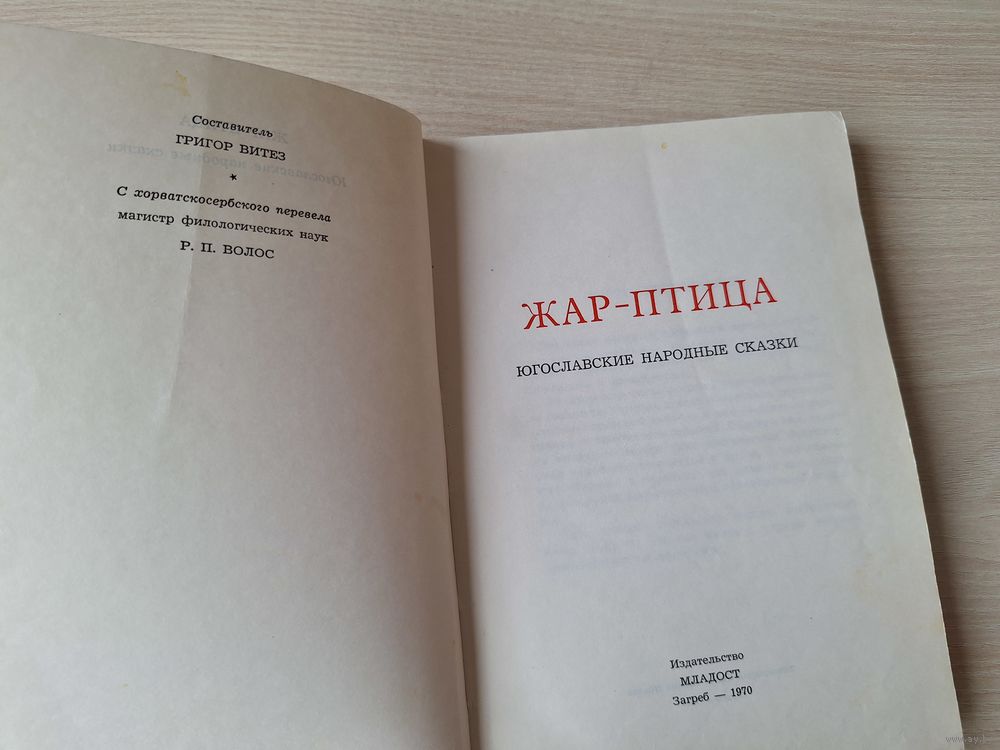 Составитель
ГРИГОР ВИТЕЗ
*
С хорватскосербского перевела
магистр филологических наук
Р. П. ВОЛОС
ЖАР-ПТИЦА
ЮГОСЛАВСКИЕ НАРОДНЫЕ СКАЗКИ
Издательство
МЛАДОСТ
Загреб — 1970